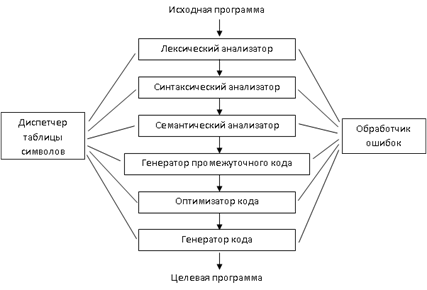 Исходная программа
Лексический анализатор
Синтаксический анализатор
Семантический анализатор
Диспетчер
таблицы
символов
Обработчик
ошибок
Генератор промежуточного кода
Оптимизатор кода
Генератор кода
Целевая программа